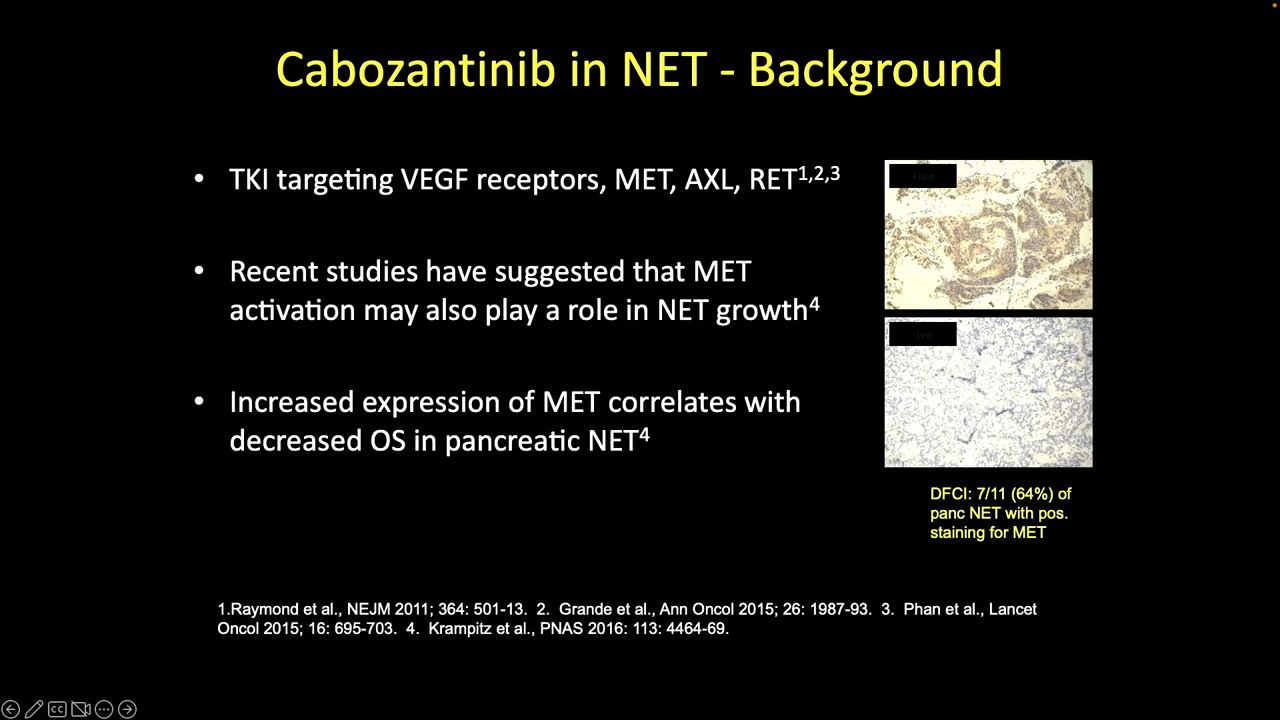 Cabozantinib in NET - Background
• TKI targeting VEGF receptors, MET, AXL, RET1,2,3
• Recent studies have suggested that MET
activation may also play a role in NET growth4
• Increased expression of MET correlates with
decreased OS in pancreatic NET4
+ive
-ive
DFCI: 7/11 (64%) of
panc NET with pos.
staining for MET
1.Raymond et al., NEJM 2011; 364: 501-13. 2. Grande et al., Ann Oncol 2015; 26: 1987-93. 3. Phan et al., Lancet
Oncol 2015; 16: 695-703. 4. Krampitz et al., PNAS 2016: 113: 4464-69.
CC